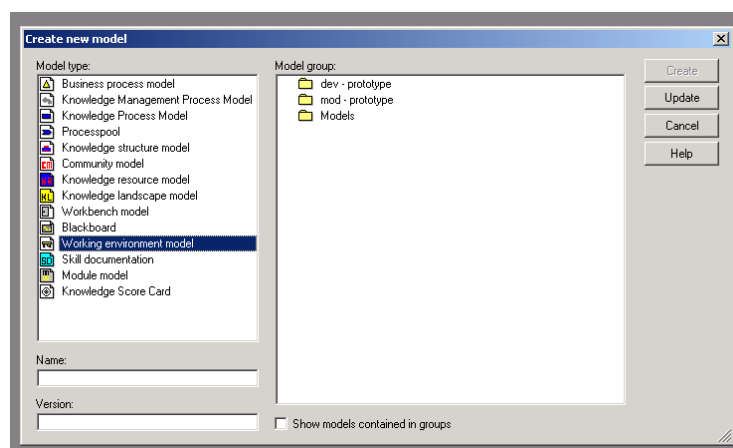 Create new model
Model type:
Business process model
Knowledge Management Process Model
Knowledge Process Model
Processpool
Knowledge structure model
Community model
Knowledge resource model
Knowledge landscape model
Workbench model
Blackboard
Working environment model
Skill documentation
Module model
Knowledge Score Card
Name:
Version:
Model group:
dev - prototype
mod - prototype
Models
Show models contained in groups
Create
Update
Cancel
Help